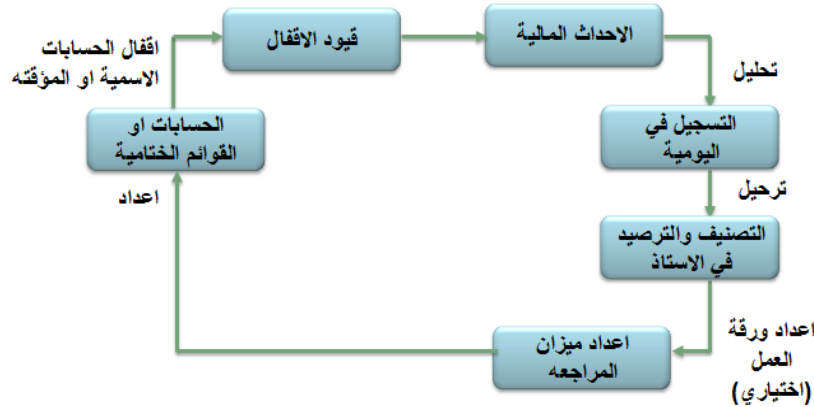 الاحداث المالية
تحليل
التسجيل في
اليومية
ترحيل
التصنيف والترصيد
في الاستاذ
اعداد ورقة
العمل
(اختياري)
اعداد ميزان
المراجعه
اعداد
الحسابات او
القوائم الختامية
اقفال الحسابات
الاسمية او المؤقته
قيود الاقفال